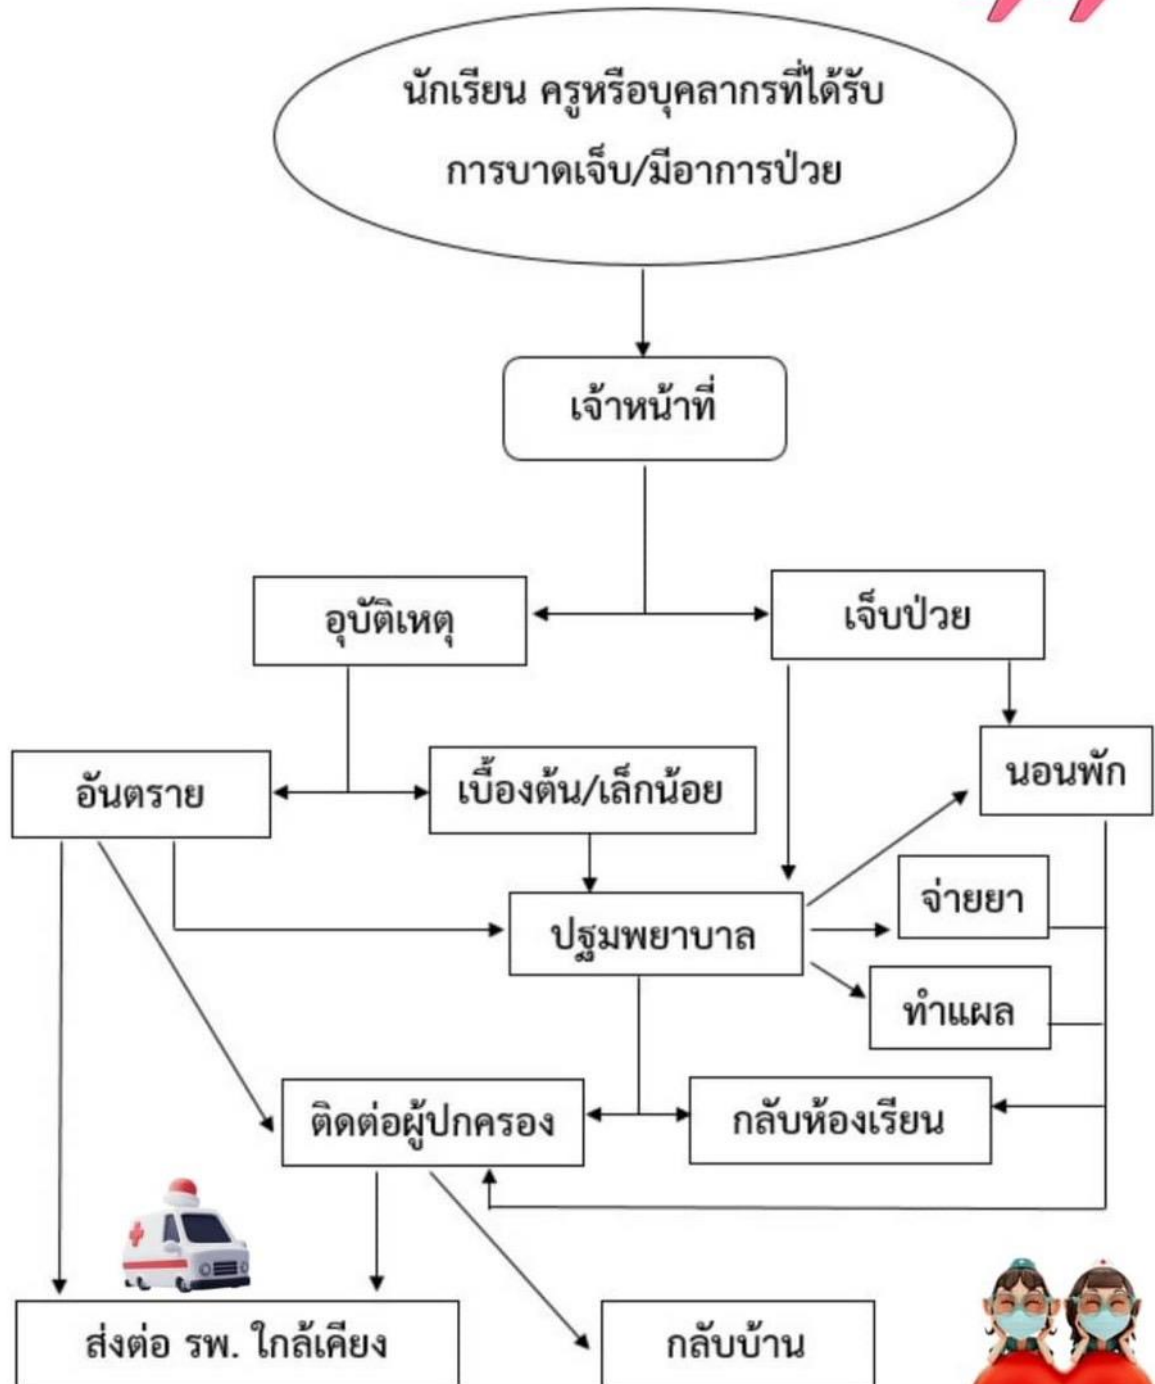 นักเรียน ครูหรือบุคลากรที่ได้รับ
การบาดเจ็บ/มีอาการป่วย
เจ้าหน้าที่
อุบัติเหตุ
เจ็บป่วย
อันตราย
เบื้องต้น/เล็กน้อย
นอนพัก
จ่ายยา
ปฐมพยาบาล
ทำแผล
ติดต่อผู้ปกครอง
กลับห้องเรียน
ส่งต่อ รพ. ใกล้เคียง
กลับบ้าน